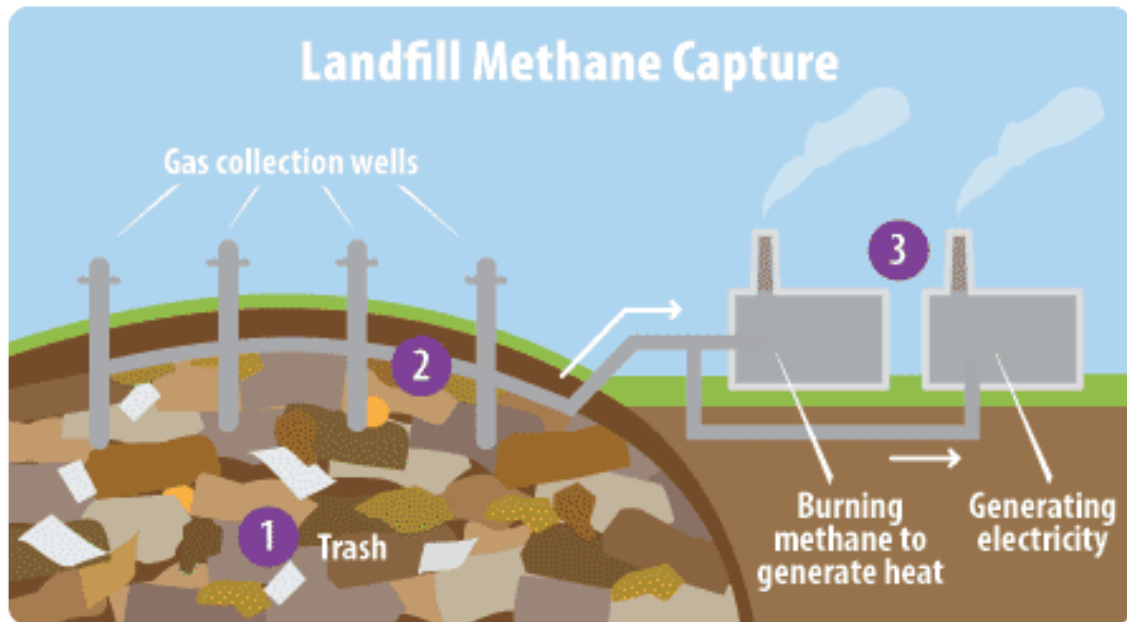 Landfill Methane Capture
Gas collection wells
3
2
1
Trash
Burning
methane to
generate heat
Generating
electricity